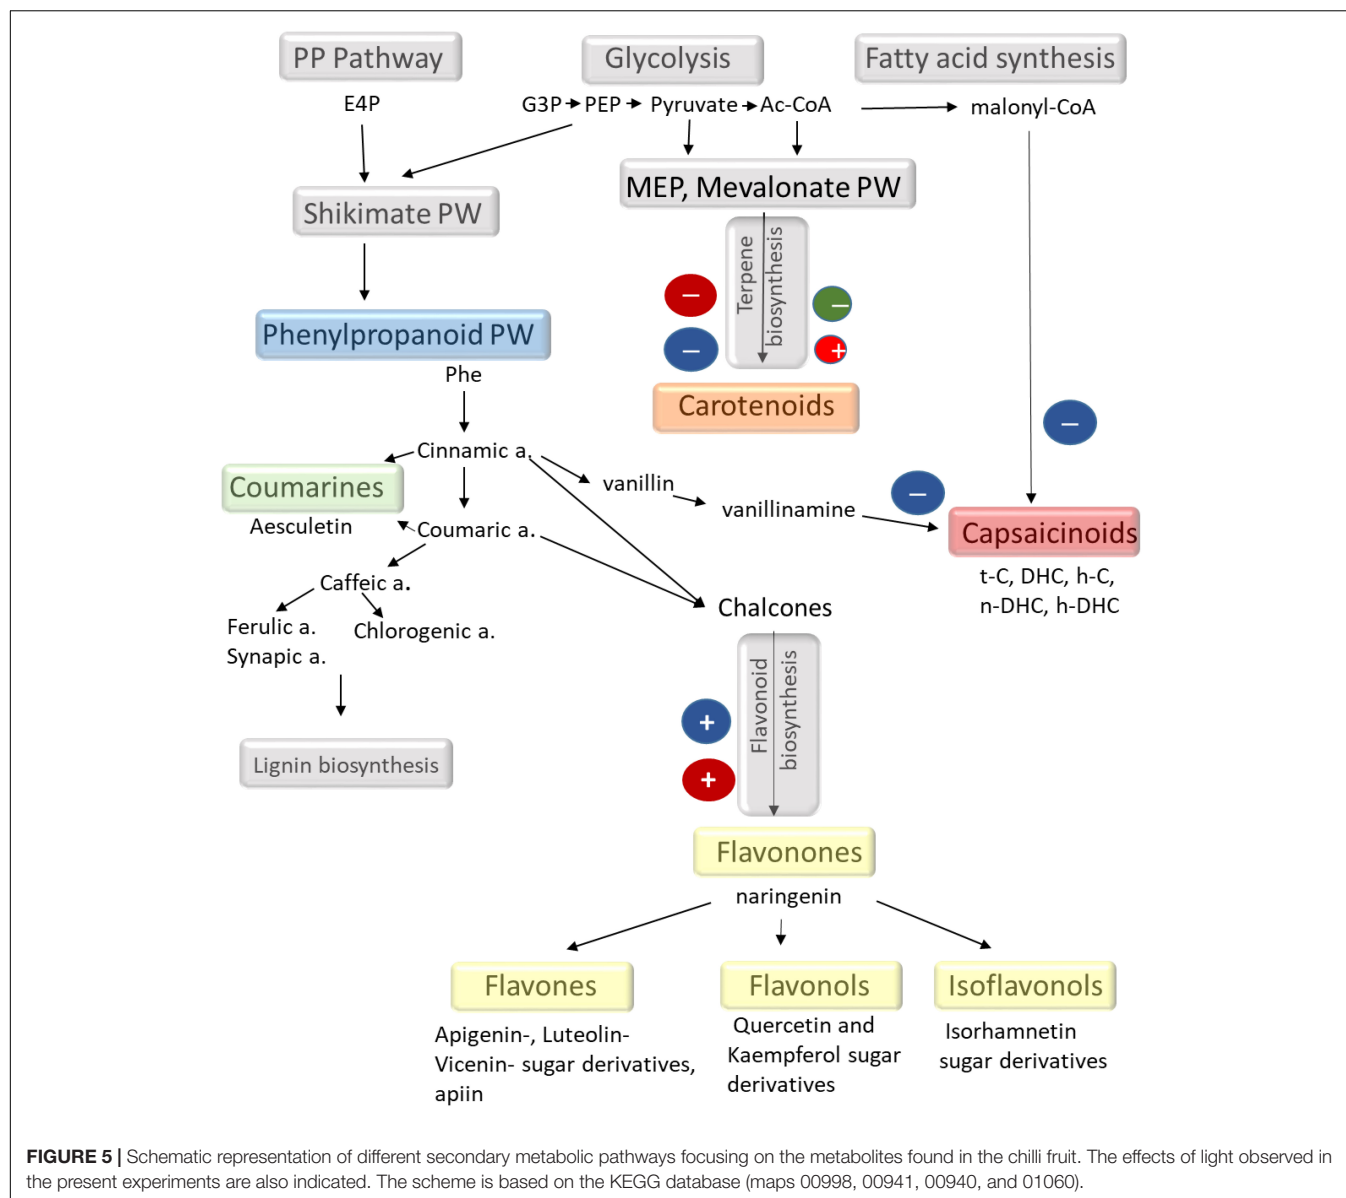 PP Pathway
Glycolysis
Fatty acid synthesis
E4P
G3P PEP Pyruvate Ac-CoA
malonyl-CoA
Shikimate PW
MEP, Mevalonate PW
Terpene
biosynthesis
−
−
−
+
Phenylpropanoid PW
Carotenoids
Phe
−
Cinnamic a.
Coumarines
Aesculetin
vanillin
vanillinamine
−
Capsaicinoids
t-C, DHC, h-C,
n-DHC, h-DHC
Coumaric a.
Caffeic a.
Ferulic a.
Synapic a.
Chlorogenic a.
Chalcones
Lignin biosynthesis
Flavonoid
biosynthesis
+
+
Flavonones
naringenin
Flavones
Flavonols
Isoflavonols
Apigenin-, Luteolin-
Vicenin- sugar derivatives,
apiin
Quercetin and
Kaempferol sugar
derivatives
Isorhamnetin
sugar derivatives
FIGURE 5 | Schematic representation of different secondary metabolic pathways focusing on the metabolites found in the chilli fruit. The effects of light observed in
the present experiments are also indicated. The scheme is based on the KEGG database (maps 00998, 00941, 00940, and 01060).